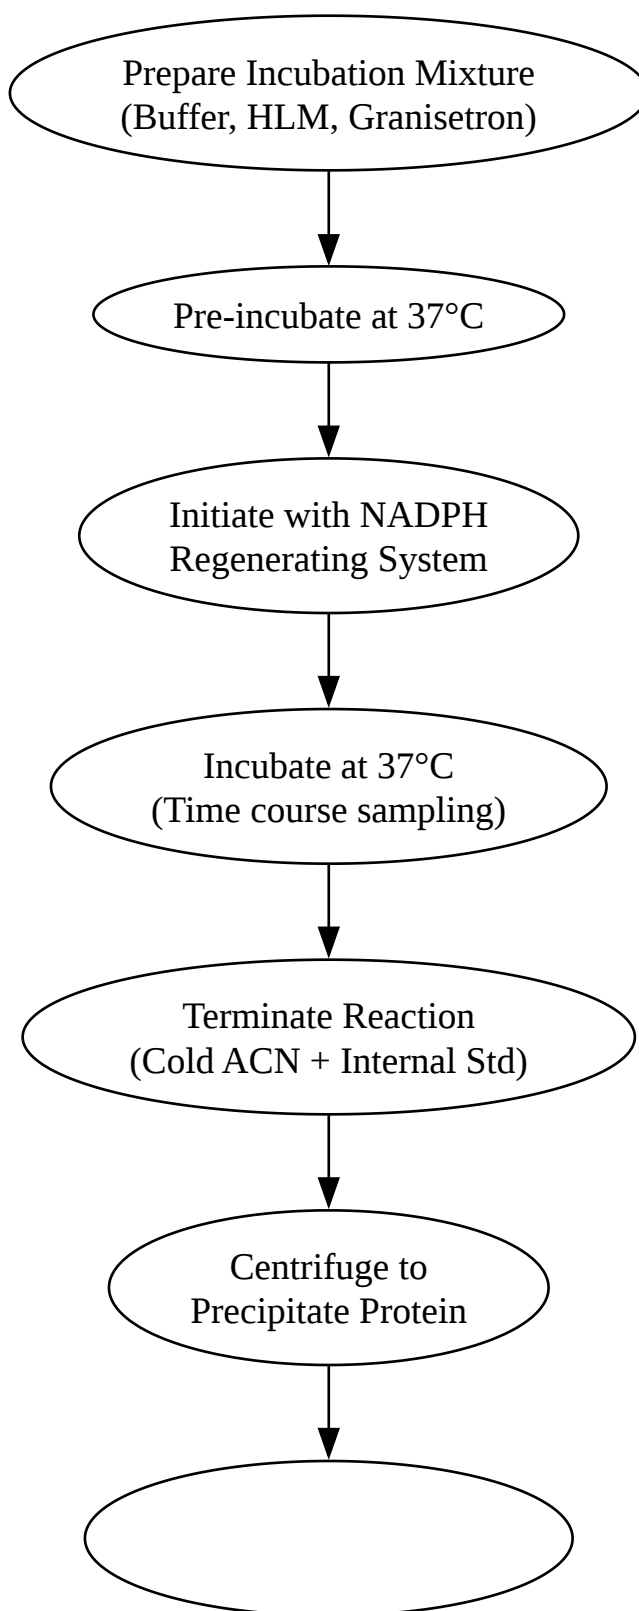 Prepare Incubation Mixture
(Buffer, HLM, Granisetron)
Pre-incubate at 37°C
Initiate with NADPH
Regenerating System
Incubate at 37°C
(Time course sampling)
Terminate Reaction
(Cold ACN + Internal Std)
Centrifuge to
Precipitate Protein